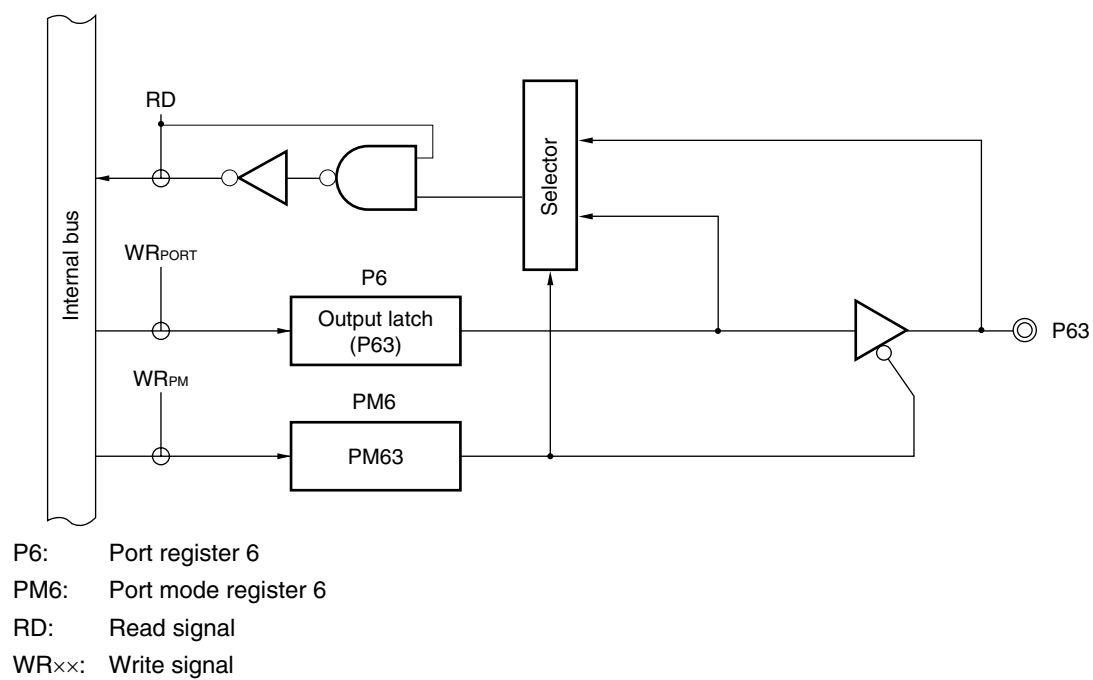 RD
Selector
Internal bus
WRPORT
P6
Output latch
(P63)
P63
WRPM
PM6
PM63
P6: Port register 6
PM6: Port mode register 6
RD: Read signal
WR××: Write signal